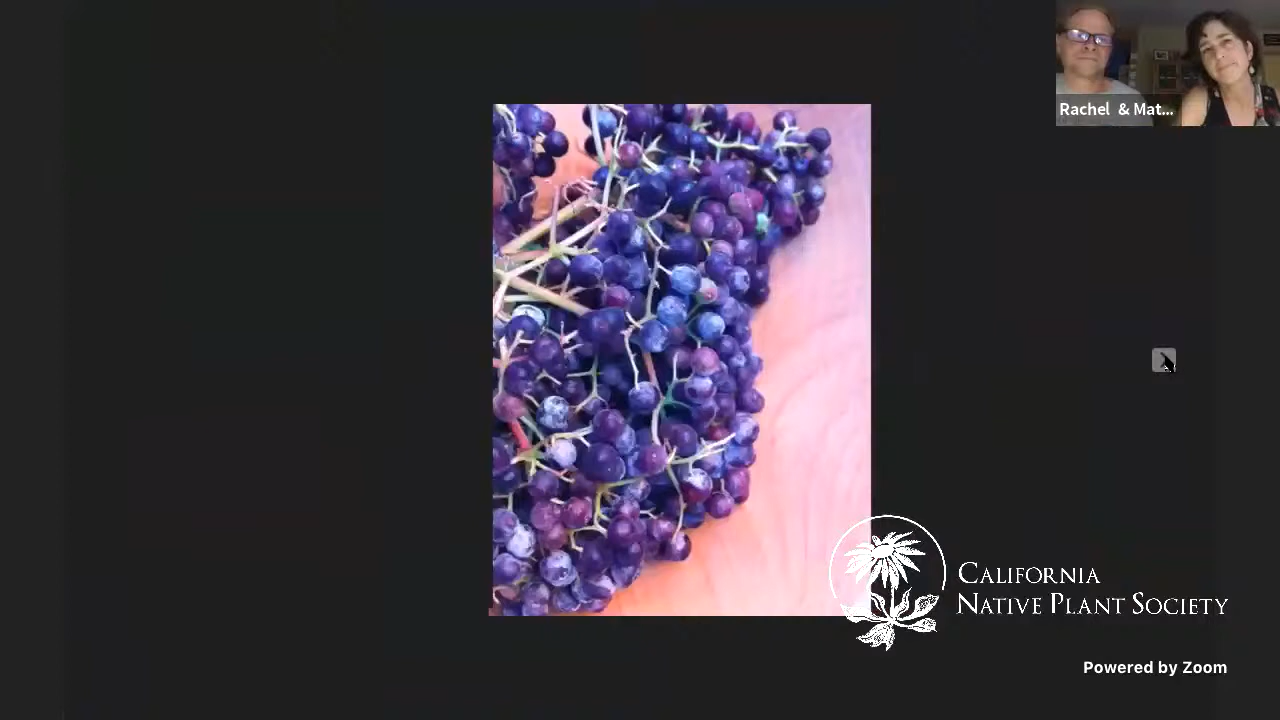 Rachel & Mat...
CALIFORNIA
NATIVE PLANT SOCIETY
Powered by Zoom